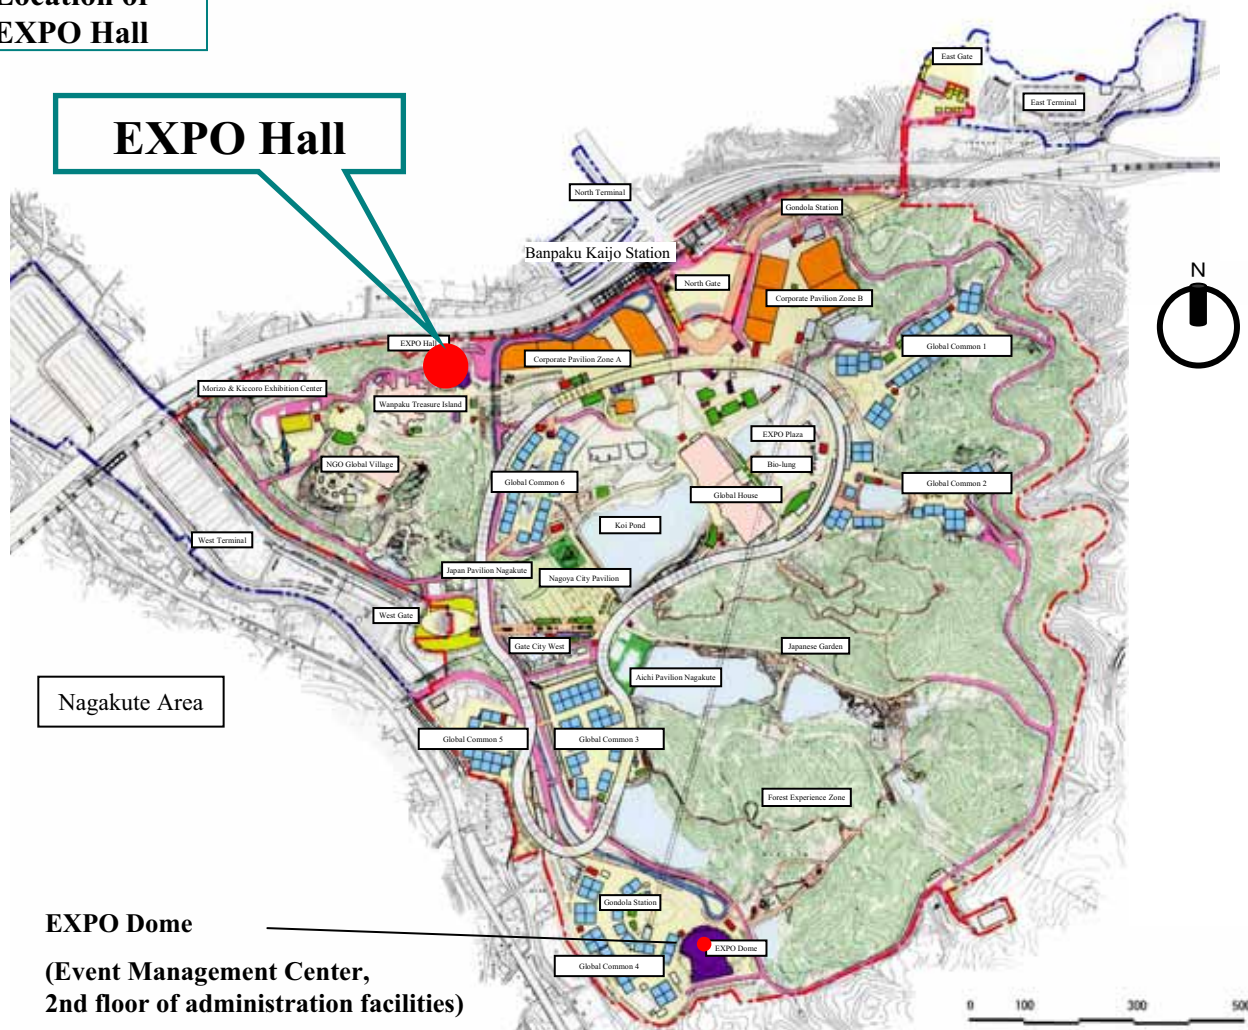 Location of
EXPO Hall
EXPO Hall
East Gate
East Terminal
North Terminal
Gondola Station
Banpaku Kaijo Station
N
North Gate
Corporate Pavilion Zone B
EXPO Hall
Corporate Pavilion Zone A
Global Common 1
Morizo & Kiccoro Exhibition Center
Wanpaku Treasure Island
EXPO Plaza
NGO Global Village
Bio-lung
Global Common 6
Global House
Global Common 2
Koi Pond
West Terminal
Japan Pavilion Nagakute
Nagoya City Pavilion
West Gate
Gate City West
Japanese Garden
Aichi Pavilion Nagakute
Nagakute Area
Global Common 5
Global Common 3
Forest Experience Zone
Gondola Station
EXPO Dome
EXPO Dome
(Event Management Center,
2nd floor of administration facilities)
Global Common 4
0 100 300 500